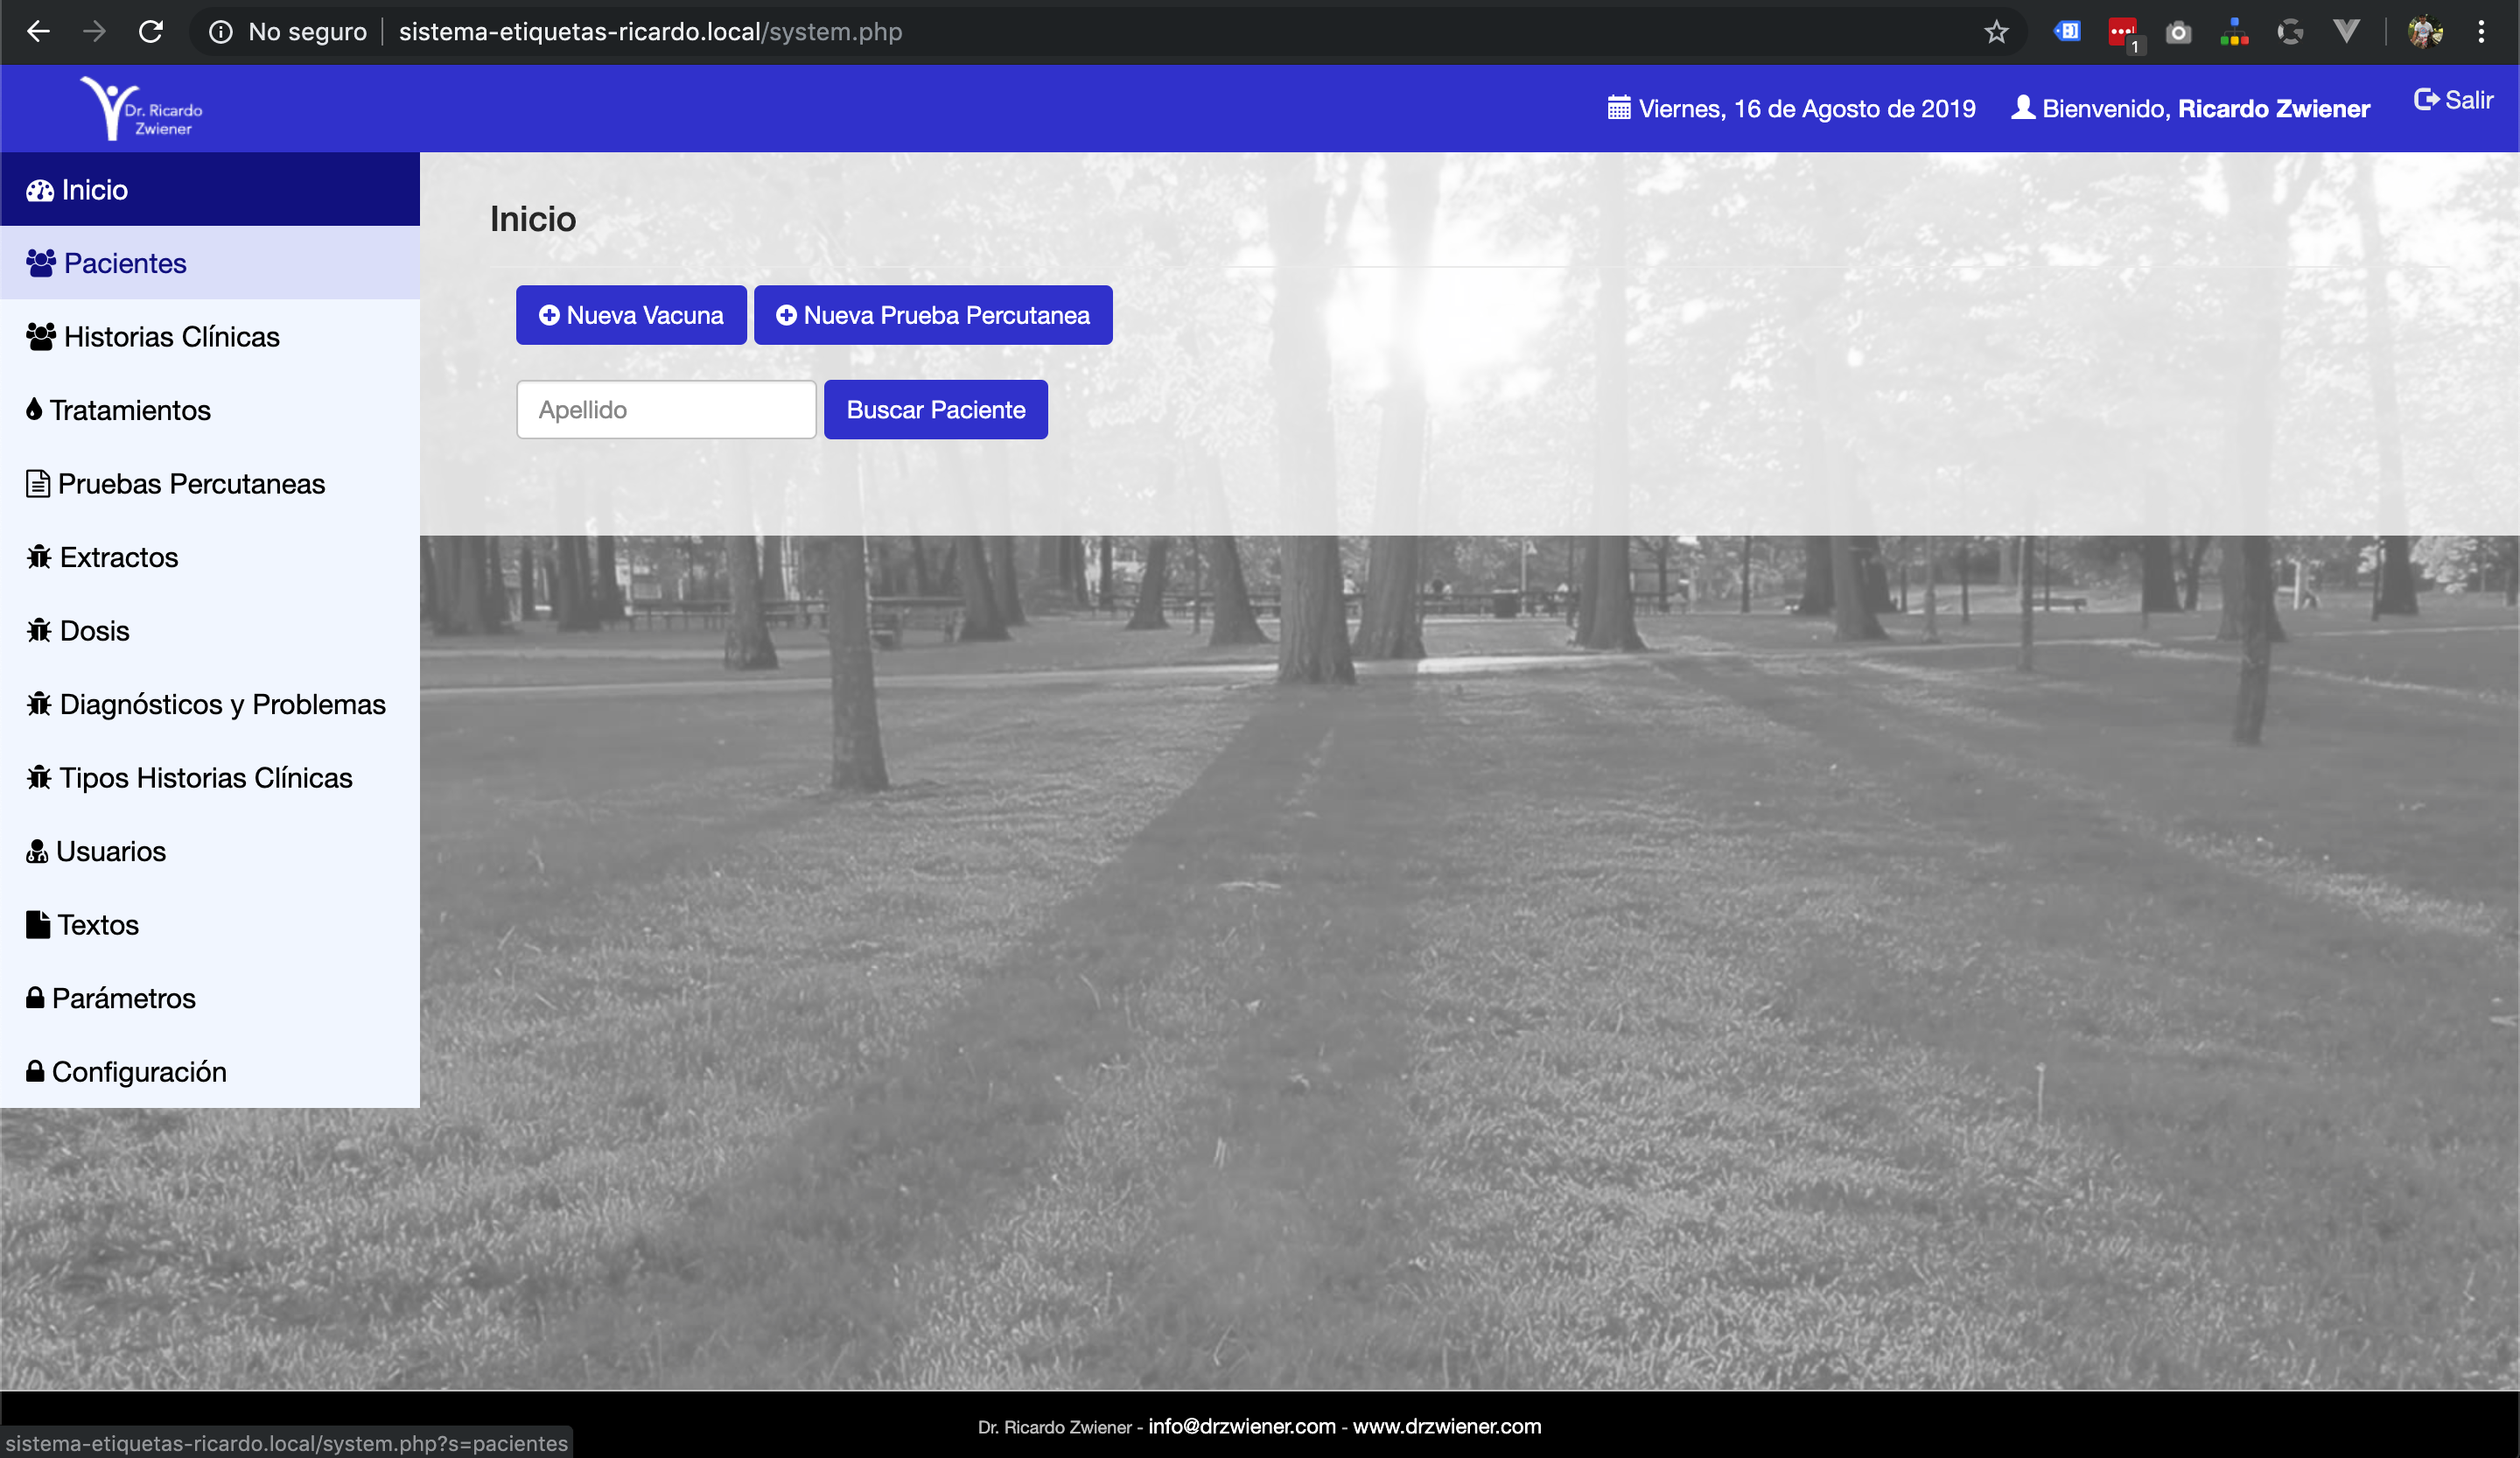 No seguro
sistema-etiquetas-ricardo.local/system.php
1
Dr. Ricardo
Zwiener
Viernes, 16 de Agosto de 2019
Bienvenido, Ricardo Zwiener
Salir
Inicio
Pacientes
Historias Clínicas
Tratamientos
Pruebas Percutaneas
Extractos
Dosis
Diagnósticos y Problemas
Tipos Historias Clínicas
Usuarios
Textos
Parámetros
Configuración
Inicio
Nueva Vacuna
Nueva Prueba Percutanea
Apellido
Buscar Paciente
Dr. Ricardo Zwiener - info@drzwiener.com - www.drzwiener.com
sistema-etiquetas-ricardo.local/system.php?s=pacientes